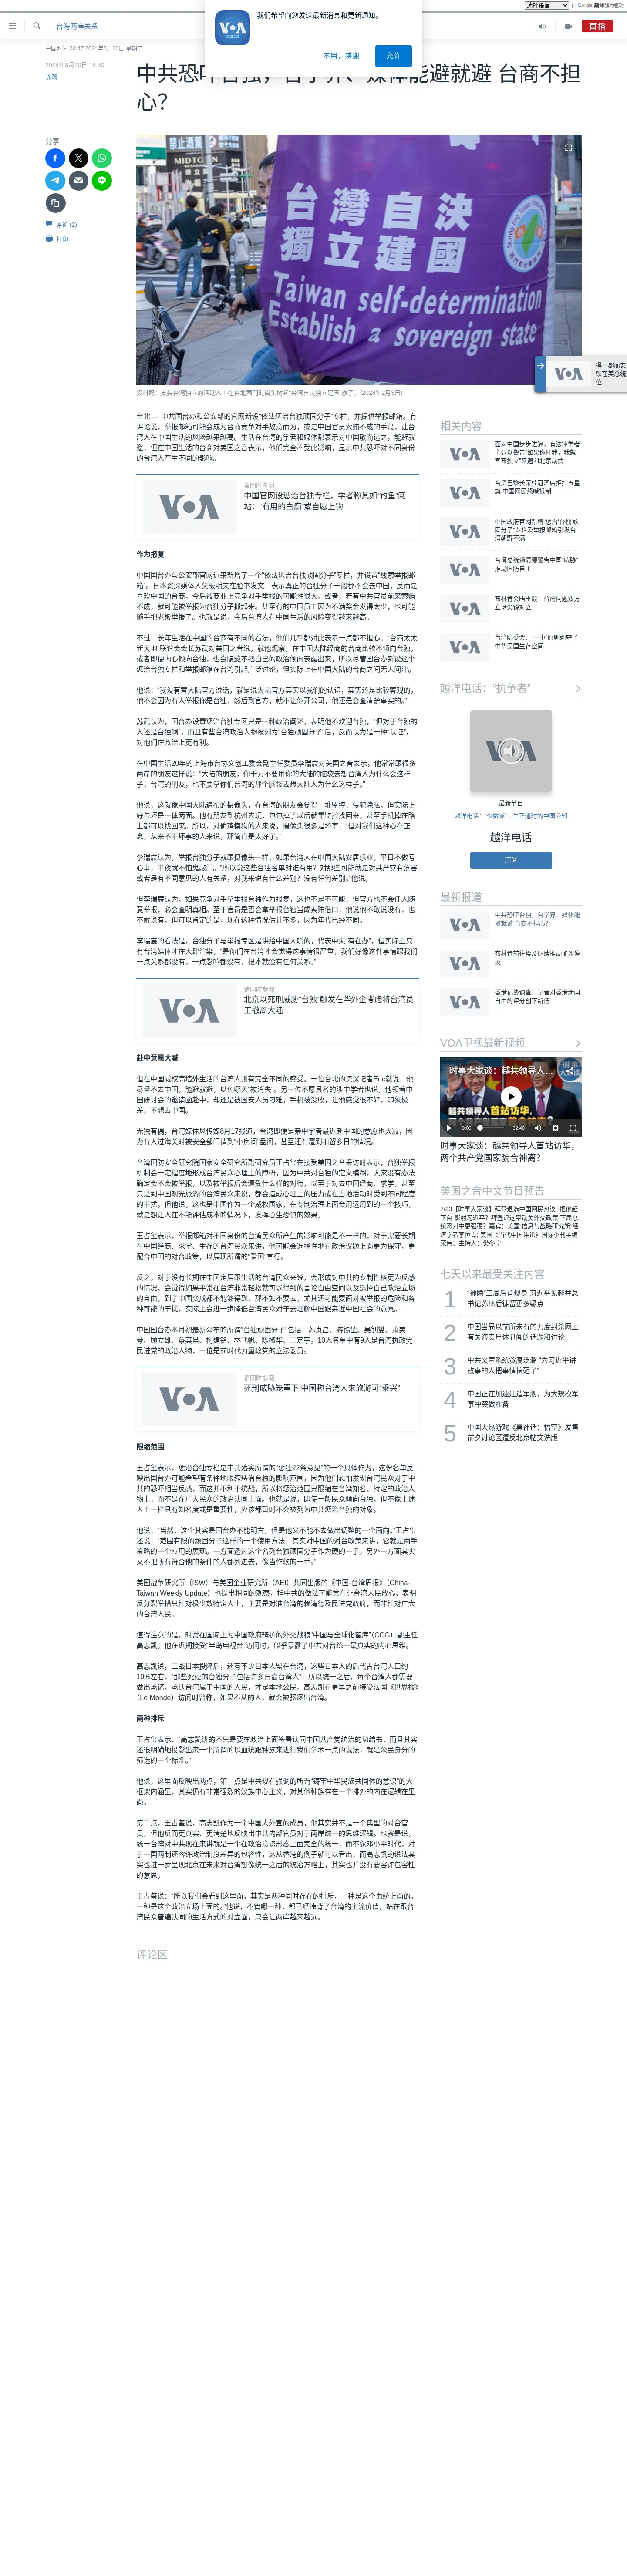 选择语言
由 Google 翻译强力驱动
我们希望向您发送最新消息和更新通知。
不用，感谢
允许
VOA
台海两岸关系
直播
中国时间 20:47 2024年8月20日 星期二
2024年8月20日 18:30
陈筠
中共恐吓台独，台学界、媒体能避就避 台商不担
心？
分享
评论 (2)
打印
台灣自決
獨立建國
Taiwan Self-determination
Establish a sovereign state
资料照：支持台湾独立的活动人士在台北西門町街头树起“台湾自决独立建国”旗子。(2024年2月3日)
台北 —
中共国台办和公安部的官网新设“依法惩治台独顽固分子”专栏，并提供举报邮箱。有
评论说，举报邮箱可能会成为台商竞争对手故意而为，或是中国官员索贿不成的手段，让台
湾人在中国生活的风险越来越高。生活在台湾的学者和媒体都表示对中国敬而远之，能避就
避，但在中国生活的台商对美国之音表示，他们完全不受此影响，显示中共恐吓对不同身份
的台湾人产生不同的影响。
请同时参阅：
中国官网设惩治台独专栏，学者称其如“钓鱼”网
站：“有用的白痴”或自愿上钩
作为报复
中国国台办与公安部官网近来新增了一个“依法惩治台独顽固分子”专栏，并设置“线索举报邮
箱”。日本资深媒体人矢板明夫在脸书发文，表示真正的台独分子一般都不会去中国，反而是
喜欢中国的台商，今后被商业上竞争对手举报的可能性很大。或者，若有中共官员前来索贿
不成，就可能被举报为台独分子抓起来。甚至有的中国员工因为不满奖金发得太少，也可能
随手把老板举报了。也就是说，今后台湾人在中国生活的风险变得越来越高。
不过，长年生活在中国的台商有不同的看法，他们几乎都对此表示一点都不担心。“台商太太
新天地”联谊会会长苏武对美国之音说，就他观察，在中国大陆经商的台商比较不倾向台独，
或者即便内心倾向台独，也会隐藏不把自己的政治倾向表露出来，所以尽管国台办新设这个
惩治台独专栏和举报邮箱在台湾引起广泛讨论，但实际上在中国大陆的台商之间无人问津。
他说：“我没有替大陆官方说话，就是说大陆官方其实以我们的认识，其实还是比较客观的，
他不会因为有人举报你是台独，然后到官方，就不让你开公司，他还是会查清楚事实的。”
苏武认为，国台办设置惩治台独专区只是一种政治阐述，表明他不欢迎台独，“但对于台独的
人还是台独啊”，而且有些台湾政治人物被列为“台独顽固分子”后，反而认为是一种“认证”，
对他们在政治上更有利。
在中国生活20年的上海市台协文创工委会副主任委员李瑞宸对美国之音表示，他常常跟很多
两岸的朋友这样说：“大陆的朋友，你千万不要用你的大陆的脑袋去想台湾人为什么会这样
子；台湾的朋友，也不要拿你们台湾的那个脑袋去想大陆人为什么这样子。”
他说，这就像中国大陆遍布的摄像头，在台湾的朋友会觉得一堆监控，侵犯隐私，但实际上
好与坏是一体两面。他有朋友到杭州去玩，包包掉了以后就靠监控找回来，甚至手机掉在路
上都可以找回来。所以，对偷鸡摸狗的人来说，摄像头很多是坏事，“但对我们这种心存正
念，从来不干坏事的人来说，那简直是太好了。”
李瑞宸认为，举报台独分子就跟摄像头一样，如果台湾人在中国大陆安居乐业，平日不做亏
心事，半夜就不怕鬼敲门。“所以说这些台独名单对谁有用？对那些可能就是对共产党有危害
或者是有不同意见的人有关系，对我来说有什么差别？没有任何差别。”他说。
但李瑞宸认为，如果竞争对手拿举报台独作为报复，这也不是不可能，但官方也不会任人随
意举报，必会查明真相。至于官员是否会拿举报台独当成索贿借口，他说他不敢说没有，也
不敢说有，但可以肯定的是，现在这种情况估计不多，因为年代已经不同。
李瑞宸的看法是，台独分子与举报专区是讲给中国人听的，代表中央“有在办”，但实际上只
有台湾媒体才在大肆渲染，“是你们在台湾才会觉得这事情很严重，我们好像这件事情跟我们
一点关系都没有，一点影响都没有，根本就没有任何关系。”
请同时参阅：
北京以死刑威胁“台独”触发在华外企考虑将台湾员
工撤离大陆
赴中意愿大减
但在中国威权高墙外生活的台湾人则有完全不同的感受。一位台北的资深记者Eric就说，他
尽量不去中国，能避就避，以免哪天“被消失”。另一位不愿具名的涉中学者也说，他领着被中
国研讨会的邀请函赴中，却还是被国安人员刁难，手机被没收，让他感觉很不好，印象极
差，不想去中国。
无独有偶，台湾媒体风传媒8月17报道，台湾即便是亲中学者最近赴中国的意愿也大减，因
为有人过海关时被安全部门请到“小房间”盘问，甚至还有遭到扣留多日的情况。
台湾国防安全研究院国家安全研究所副研究员王占玺在接受美国之音采访时表示，台独举报
机制会一定程度地形成台湾民众心理上的障碍，因为中共对台独的定义模糊，大家没有办法
确定会不会被举报，以及被举报后会遭受什么样的对待，以至于对去中国经商、求学，甚至
只是到中国观光旅游的台湾民众来说，都会造成心理上的压力或在当地活动时受到不同程度
的干扰。但他说，这也是中国作为一个威权国家，在专制治理上面会用运用到的一个技巧，
就是想让人在不能评估成本的情况下，发挥心生恐惧的效果。
王占玺表示，举报邮箱对不同身份的台湾民众所产生的影响可能是不一样的，对于需要长期
在中国经商、求学、生存的台湾民众来讲，他可能会选择性地在政治议题上面更为保守，更
配合中国的对台政策，以展现所谓的“爱国”言行。
反之，对于没有长期在中国定居跟生活的台湾民众来说，会形成对中共的专制性格更为反感
的情况，会觉得如果平常在台湾非常轻松就可以得到的言论自由空间以及选择自己政治立场
的自由，到了中国变成都不能够得到，那不如不要去，尤其可能要面对被举报的危险和各
种可能的干扰，实际上会进一步降低台湾民众对于去理解中国跟亲近中国社会的意愿。
中国国台办本月初最新公布的所谓“台独顽固分子”包括：苏贞昌、游锡堃、吴钊燮、萧美
琴、顾立雄、蔡其昌、柯建铭、林飞帆、陈椒华、王定宇。10人名单中有9人是台湾执政党
民进党的政治人物，一位是前时代力量政党的立法委员。
请同时参阅：
死刑威胁笼罩下 中国称台湾人来旅游可“乘兴”
限缩范围
王占玺表示，惩治台独专栏是中共落实所谓的“惩独22条意见”的一个具体作为，这份名单反
映出国台办可能希望有条件地限缩惩治台独的影响范围，因为他们恐怕发现台湾民众对于中
共的恐吓相当反感，而这并不利于统战，所以将惩治范围只限缩在台湾知名、特定的政治人
物上，而不是在广大民众的政治认同上面。也就是说，即使一般民众倾向台独，但不像上述
人士一样具有知名度或是重要性，应该都暂时不会被列为中共惩治台独的对象。
他说：“当然，这个其实是国台办不能明言，但是他又不能不去做出调整的一个面向。”王占玺
还说：“范围有限的顽固分子这样的一个使用方法，其实对中国的对台政策来讲，它就是两手
策略的一个应用的展现。一方面透过这个名列台独顽固分子作为硬的一手，另外一方面其实
又不把所有符合他的条件的人都列进去，像当作软的一手。”
美国战争研究所（ISW）与美国企业研究所（AEI）共同出版的《中国-台湾周报》（China-
Taiwan Weekly Update）也提出相同的观察，指中共的做法可能意在让台湾人民放心，表明
反分裂举措只针对极少数特定人士，主要是对准台湾的赖清德及民进党政府，而非针对广大
的台湾人民。
值得注意的是，时常在国际上为中国政府辩护的外交战狼“中国与全球化智库”（CCG）副主任
高志凯，他在近期接受“半岛电视台”访问时，似乎暴露了中共对台统一最真实的内心思维。
高志凯说，二战日本投降后，还有不少日本人留在台湾，这些日本人的后代占台湾人口约
10%左右，“那些死硬的台独分子包括许多日裔台湾人”，所以统一之后，每个台湾人都需要
做出承诺，承认台湾属于中国的人民，才是本地公民。高志凯在更早之前接受法国《世界报》
（Le Monde）访问时曾称，如果不从的人，就会被驱逐出台湾。
两种排斥
王占玺表示：“高志凯讲的不只是要在政治上面签署认同中国共产党统治的切结书，而且其实
还很明确地投影出来一个所谓的以血统跟种族来进行我们学术一点的说法，就是公民身分的
筛选的一个标准。”
他说，这里面反映出两点，第一点是中共现在强调的所谓“铸牢中华民族共同体的意识”的大
框架内涵里，其实仍有非常强烈的汉族中心主义，对其他种族存在一个排外的内在逻辑在里
面。
第二点，王占玺说，高志凯作为一个中国大外宣的成员，他其实并不是一个典型的对台官
员，但他反而更真实、更清楚地反映出中共内部官员对于两岸统一的思维逻辑。也就是说，
统一台湾对中共现在来讲就是一个在政治意识形态上面完全的统一，而不像邓小平时代，对
于一国两制还容许政治制度差异的包容性，这从香港的例子就可以看出，而高志凯的说法其
实也进一步呈现北京在未来对台湾想像统一之后的统治方略上，其实也并没有要容许包容性
的意思。
王占玺说：“所以我们会看到这里面，其实是两种同时存在的排斥，一种是这个血统上面的，
一种是这个政治立场上面的。”他说，不管哪一种，都已经违背了台湾的主流价值，站在跟台
湾民众普遍认同的生活方式的对立面，只会让两岸越来越远。
评论区
得一都而安
顿在美总统
位
相关内容
面对中国步步进逼，有法律学者
主张以警告“如果你打我，我就
宣布独立”来遏阻北京动武
台资巴黎长荣桂冠酒店拒挂五星
旗 中国网民怒喊抵制
中国政府官网新增“惩治‘台独’顽
固分子”专栏及举报邮箱引发台
湾朝野不满
台湾总统赖清德警告中国“威胁”
推动国防自主
布林肯会晤王毅：台湾问题双方
立场尖锐对立
台湾陆委会：“一中”原则剥夺了
中华民国生存空间
越洋电话：“抗争者”
最新节目
越洋电话：“少数派” - 生正逢时的中国公知
越洋电话
订阅
最新报道
中共恐吓台独，台学界、媒体能
避就避 台商不担心？
布林肯前往埃及继续推动加沙停
火
香港记协调查：记者对香港新闻
自由的评分创下新低
VOA卫视最新视频
时事大家谈：越共领导人…
越共领导人首站访华，
0:00
32:40
时事大家谈：越共领导人首站访华，
两个共产党国家貌合神离？
美国之音中文节目预告
7/23【时事大家谈】拜登退选中国网民热议 “把他赶
下台”影射习近平？拜登退选牵动美外交政策 下届总
统恐对中更强硬？嘉宾：美国“信息与战略研究所”经
济学者李恒青; 美国《当代中国评论》国际季刊主编
荣伟；主持人：樊冬宁
七天以来最受关注内容
1
“神隐”三周后首现身 习近平见越共总
书记苏林后徒留更多疑点
2
中国当局以前所未有的力度封杀网上
有关盗卖尸体丑闻的话题和讨论
3
中共文宣系统贪腐泛滥 “为习近平讲
故事的人把事情搞砸了”
4
中国正在加速建造军舰，为大规模军
事冲突做准备
5
中国大热游戏《黑神话：悟空》发售
前夕讨论区遭反北京帖文洗版